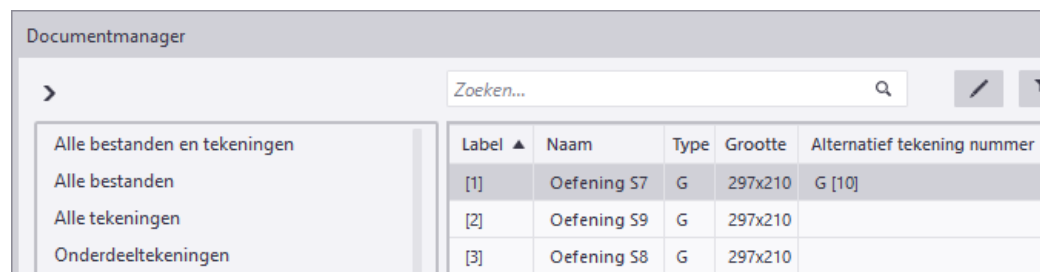 Documentmanager
Zoeken...
Alle bestanden en tekeningen
Alle bestanden
Alle tekeningen
Onderdeeltekeningen
Label ▲ Naam Type Grootte Alternatief tekening nummer
[1] Oefening S7 G 297x210 G [10]
[2] Oefening S9 G 297x210
[3] Oefening S8 G 297x210